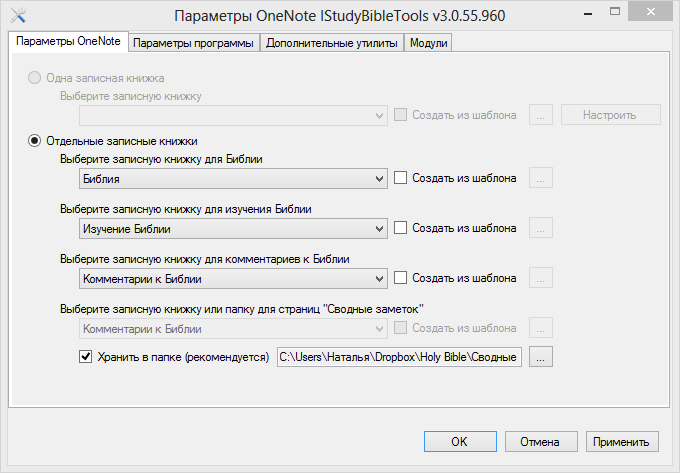 Параметры OneNote IStudyBibleTools v3.0.55.960
Параметры OneNote Параметры программы Дополнительные утилиты Модули
Одна записная книжка
Выберите записную книжку
Создать из шаблона ... Настроить
Отдельные записные книжки
Выберите записную книжку для Библии
Библия Создать из шаблона ...
Выберите записную книжку для изучения Библии
Изучение Библии Создать из шаблона ...
Выберите записную книжку для комментариев к Библии
Комментарии к Библии Создать из шаблона ...
Выберите записную книжку или папку для страниц "Сводные заметок"
Комментарии к Библии Создать из шаблона ...
Хранить в папке (рекомендуется) C:\Users\Наталья\Dropbox\Holy Bible\Сводные ...
OK Отмена Применить